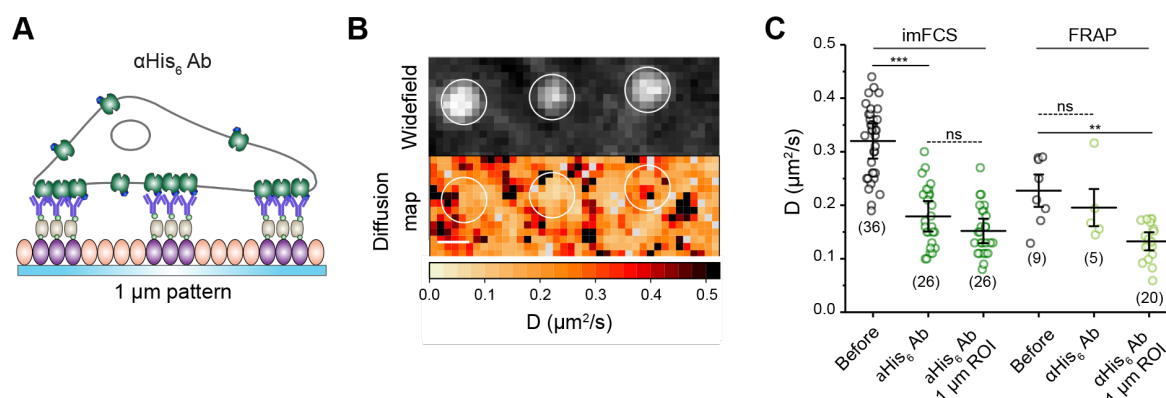 A
αHis6 Ab
1 μm pattern
B
Widefield
Diffusion
map
0.0 0.1 0.2 0.3 0.4 0.5
D (μm²/s)
C
imFCS
FRAP
***
ns
ns
**
0.5
0.4
0.3
0.2
0.1
0.0
D (μm²/s)
(36)
(26)
(26)
(9)
(5)
(20)
Before
aHis6 Ab
aHis6 Ab
1 μm ROI
Before
αHis6 Ab
αHis6 Ab
1 μm ROI